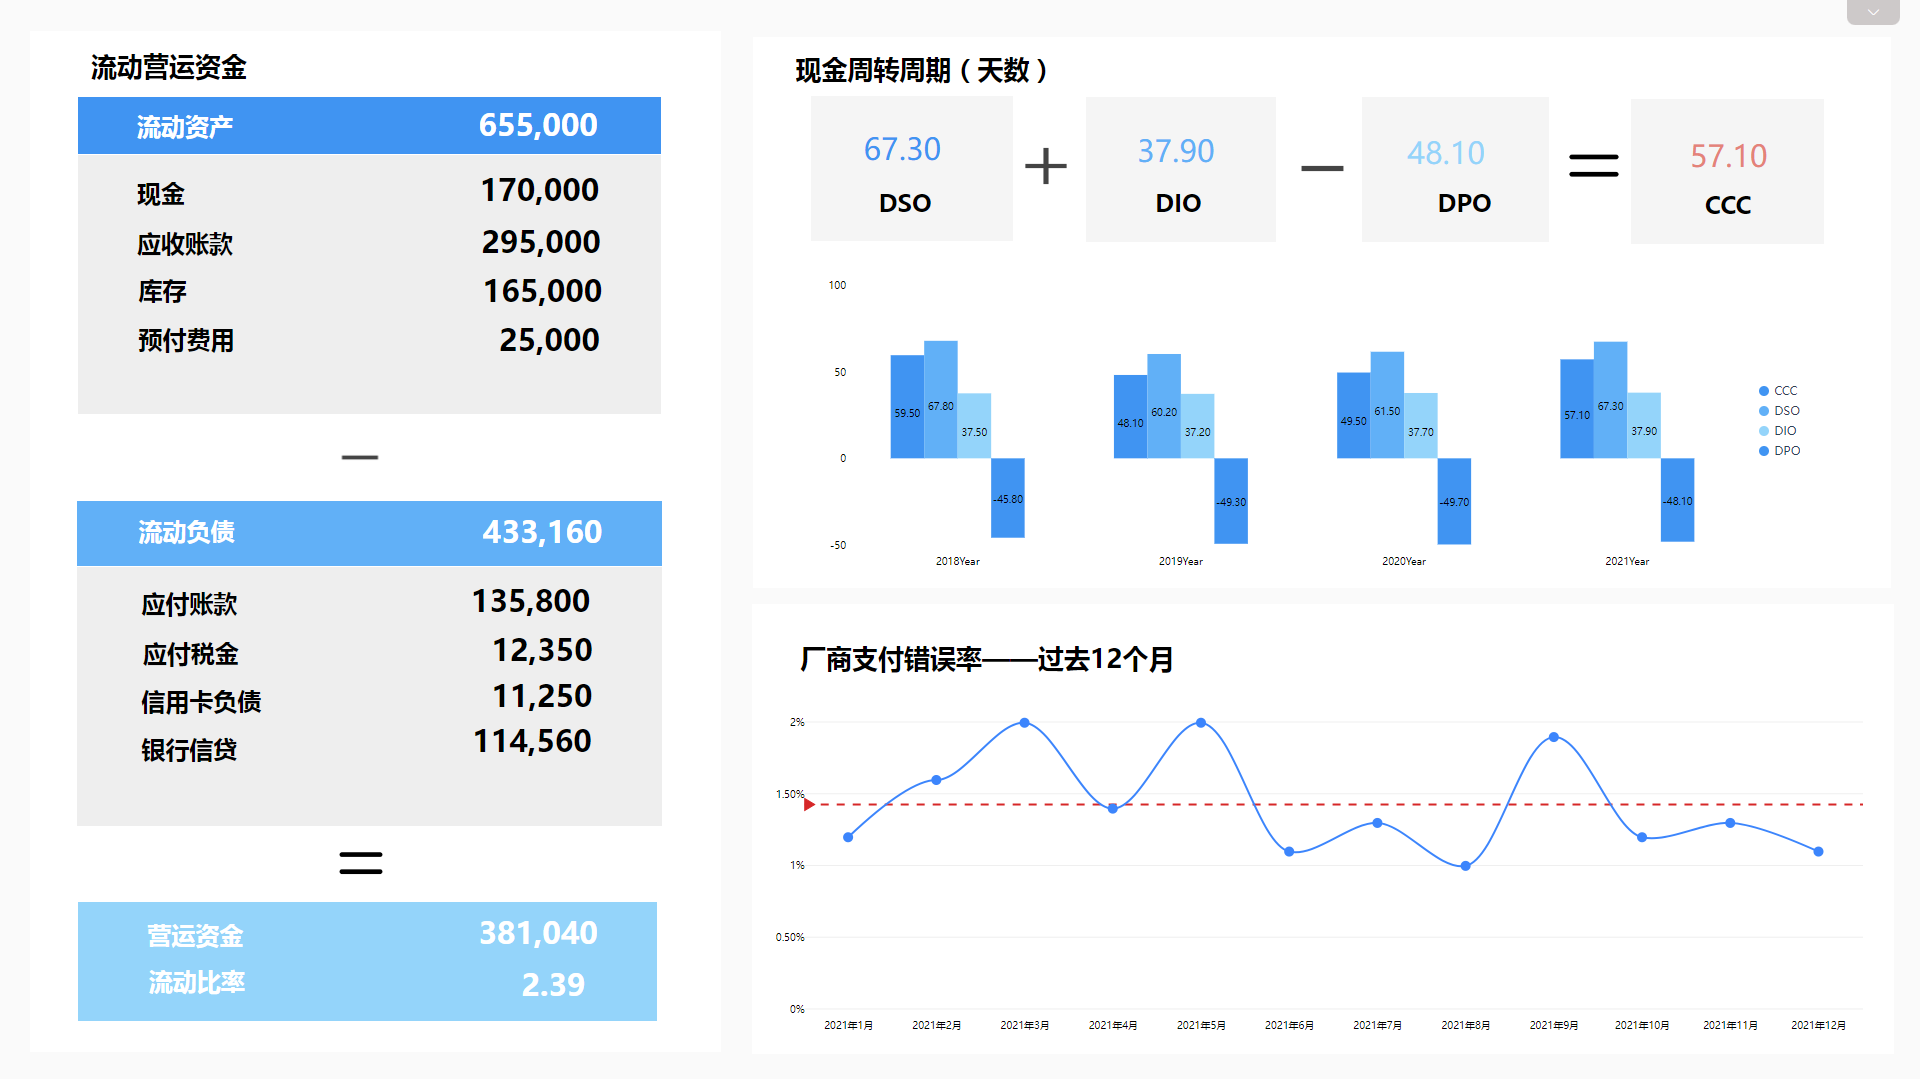 流动营运资金
流动资产 655,000
现金 170,000
应收账款 295,000
库存 165,000
预付费用 25,000
流动负债 433,160
应付账款 135,800
应付税金 12,350
信用卡负债 11,250
银行信贷 114,560
营运资金 381,040
流动比率 2.39
现金周转周期（天数）
67.30 37.90 48.10 57.10
DSO + DIO — DPO = CCC
100
50
0
-50
59.50 67.80 37.50 -45.80
48.10 60.20 37.20 -49.30
49.50 61.50 37.70 -49.70
57.10 67.30 37.90 -48.10
2018Year 2019Year 2020Year 2021Year
CCC
DSO
DIO
DPO
厂商支付错误率——过去12个月
2%
1.50%
1%
0.50%
0%
2021年1月 2021年2月 2021年3月 2021年4月 2021年5月 2021年6月 2021年7月 2021年8月 2021年9月 2021年10月 2021年11月 2021年12月